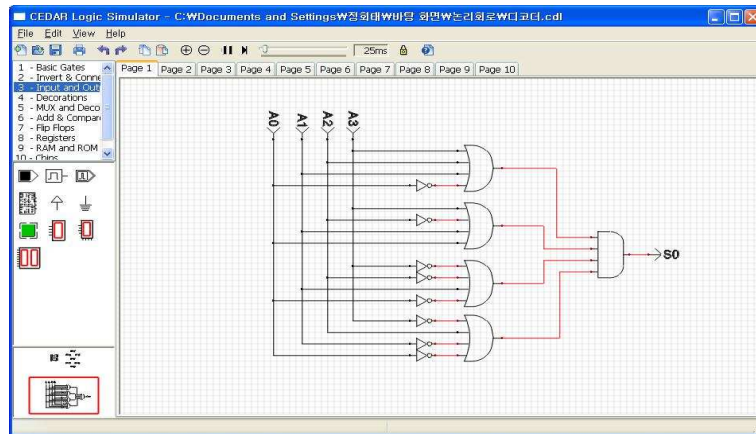 CEDAR Logic Simulator - C:₩Documents and Settings₩정회태₩바탕 화면₩논리회로₩디코더.cdl
File Edit View Help
25ms
1 - Basic Gates
2 - Invert & Conne
3 - Input and Outp
4 - Decorations
5 - MUX and Deco
6 - Add & Compar
7 - Flip Flops
8 - Registers
9 - RAM and ROM
10 - Chips
Page 1 Page 2 Page 3 Page 4 Page 5 Page 6 Page 7 Page 8 Page 9 Page 10
A0 A1 A2 A3
S0